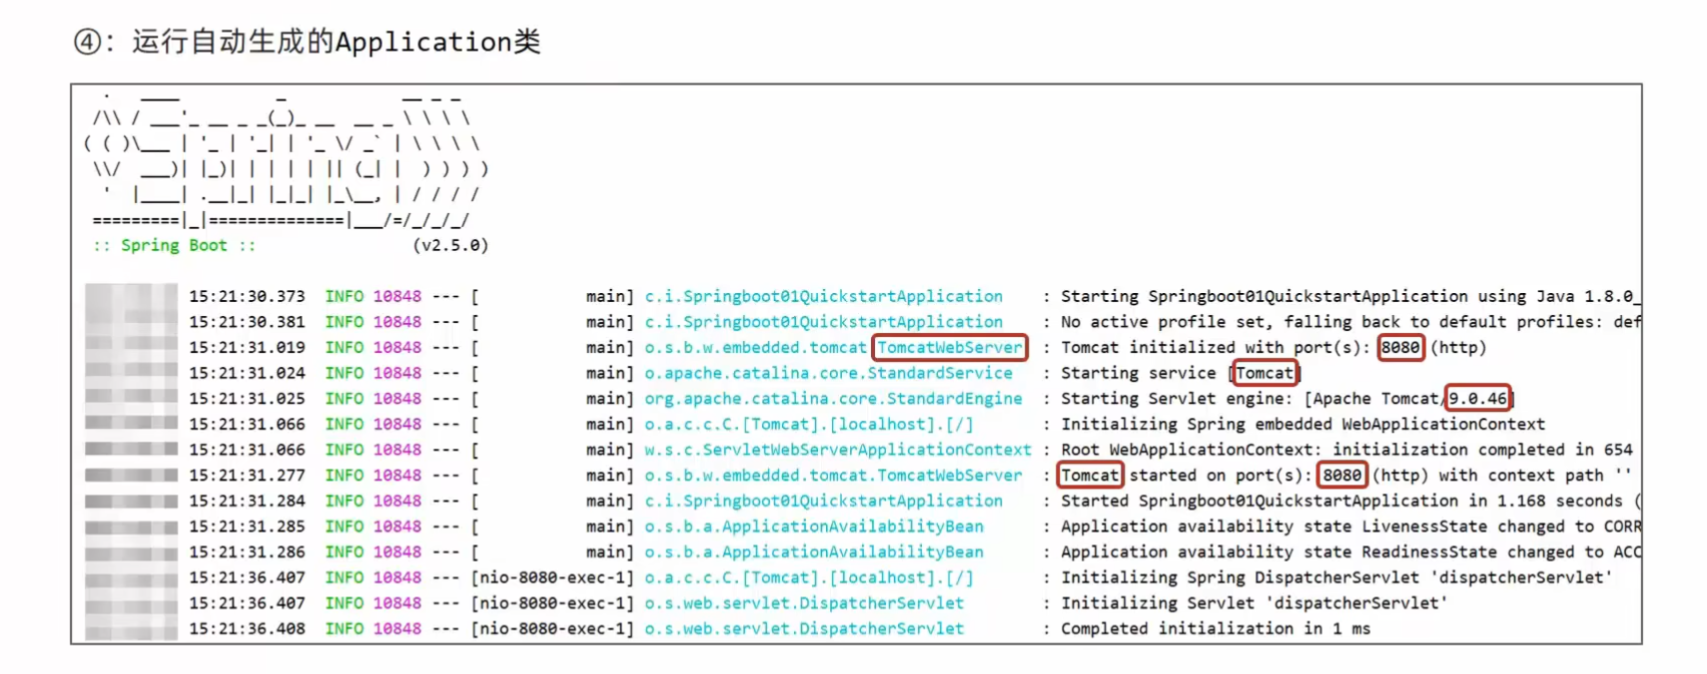 ④：运行自动生成的Application类
:: Spring Boot :: (v2.5.0)
15:21:30.373 INFO 10848 --- [ main] c.i.Springboot01QuickstartApplication : Starting Springboot01QuickstartApplication using Java 1.8.0_
15:21:30.381 INFO 10848 --- [ main] c.i.Springboot01QuickstartApplication : No active profile set, falling back to default profiles: def
15:21:31.019 INFO 10848 --- [ main] o.s.b.w.embedded.tomcat.TomcatWebServer : Tomcat initialized with port(s): 8080 (http)
15:21:31.024 INFO 10848 --- [ main] o.apache.catalina.core.StandardService : Starting service [Tomcat]
15:21:31.025 INFO 10848 --- [ main] org.apache.catalina.core.StandardEngine : Starting Servlet engine: [Apache Tomcat/9.0.46]
15:21:31.066 INFO 10848 --- [ main] o.a.c.c.C.[Tomcat].[localhost].[/] : Initializing Spring embedded WebApplicationContext
15:21:31.066 INFO 10848 --- [ main] w.s.c.ServletWebServerApplicationContext : Root WebApplicationContext: initialization completed in 654
15:21:31.277 INFO 10848 --- [ main] o.s.b.w.embedded.tomcat.TomcatWebServer : Tomcat started on port(s): 8080 (http) with context path ''
15:21:31.284 INFO 10848 --- [ main] c.i.Springboot01QuickstartApplication : Started Springboot01QuickstartApplication in 1.168 seconds (
15:21:31.285 INFO 10848 --- [ main] o.s.b.a.ApplicationAvailabilityBean : Application availability state LivenessState changed to CORR
15:21:31.286 INFO 10848 --- [ main] o.s.b.a.ApplicationAvailabilityBean : Application availability state ReadinessState changed to ACC
15:21:36.407 INFO 10848 --- [nio-8080-exec-1] o.a.c.c.C.[Tomcat].[localhost].[/] : Initializing Spring DispatcherServlet 'dispatcherServlet'
15:21:36.407 INFO 10848 --- [nio-8080-exec-1] o.s.web.servlet.DispatcherServlet : Initializing Servlet 'dispatcherServlet'
15:21:36.408 INFO 10848 --- [nio-8080-exec-1] o.s.web.servlet.DispatcherServlet : Completed initialization in 1 ms